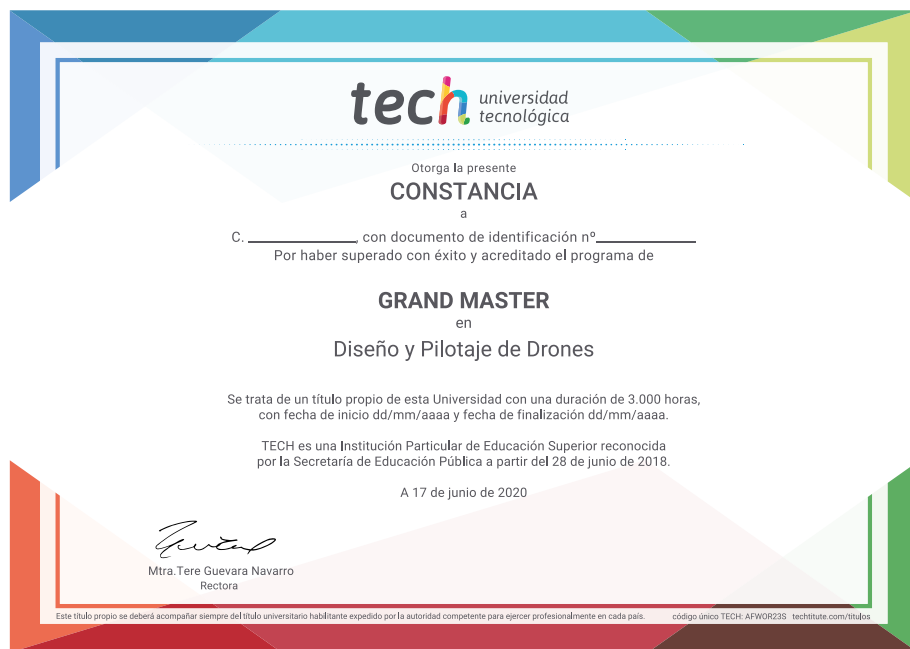 tech universidad
tecnológica
Otorga la presente
CONSTANCIA
a
C. ____________, con documento de identificación nº___________
Por haber superado con éxito y acreditado el programa de
GRAND MASTER
en
Diseño y Pilotaje de Drones
Se trata de un título propio de esta Universidad con una duración de 3.000 horas,
con fecha de inicio dd/mm/aaaa y fecha de finalización dd/mm/aaaa.
TECH es una Institución Particular de Educación Superior reconocida
por la Secretaría de Educación Pública a partir del 28 de junio de 2018.
A 17 de junio de 2020
Mtra.Tere Guevara Navarro
Rectora
Este título propio se deberá acompañar siempre del título universitario habilitante expedido por la autoridad competente para ejercer profesionalmente en cada país. código único TECH: AFWOR23S techtitute.com/titulos